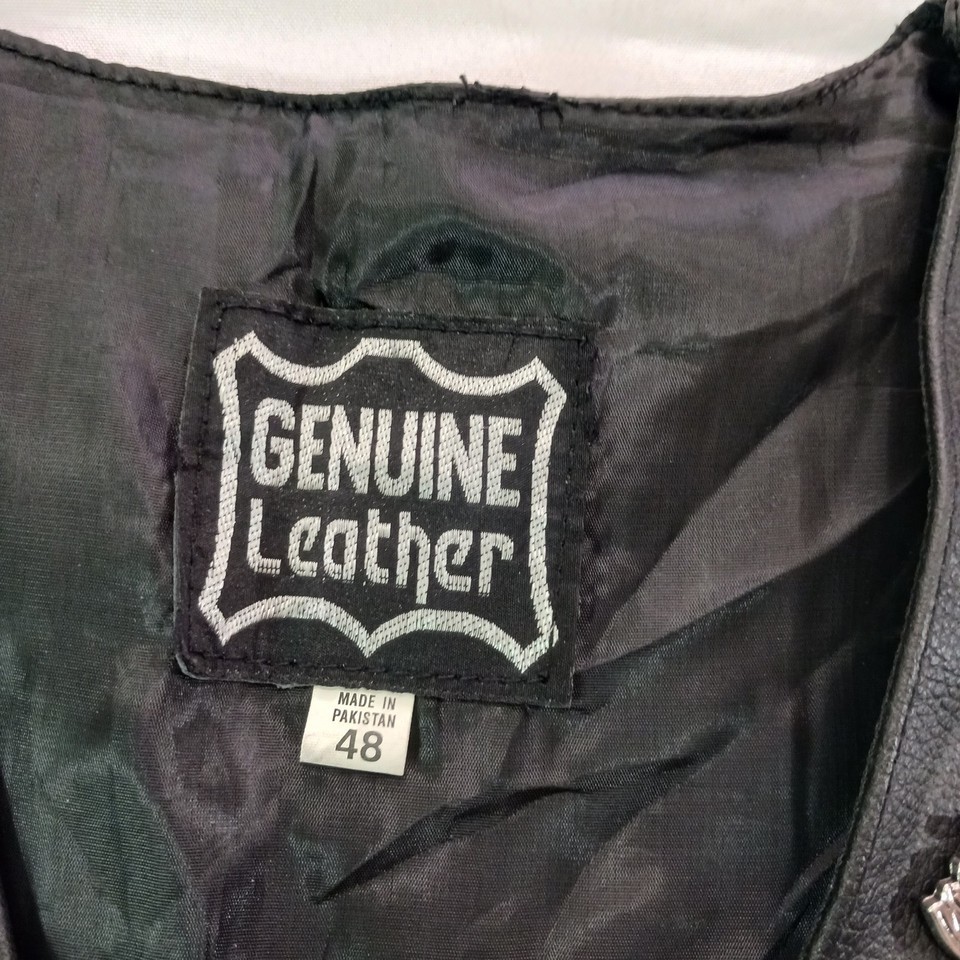 GENUINE
Leather
MADE IN
PAKISTAN
48